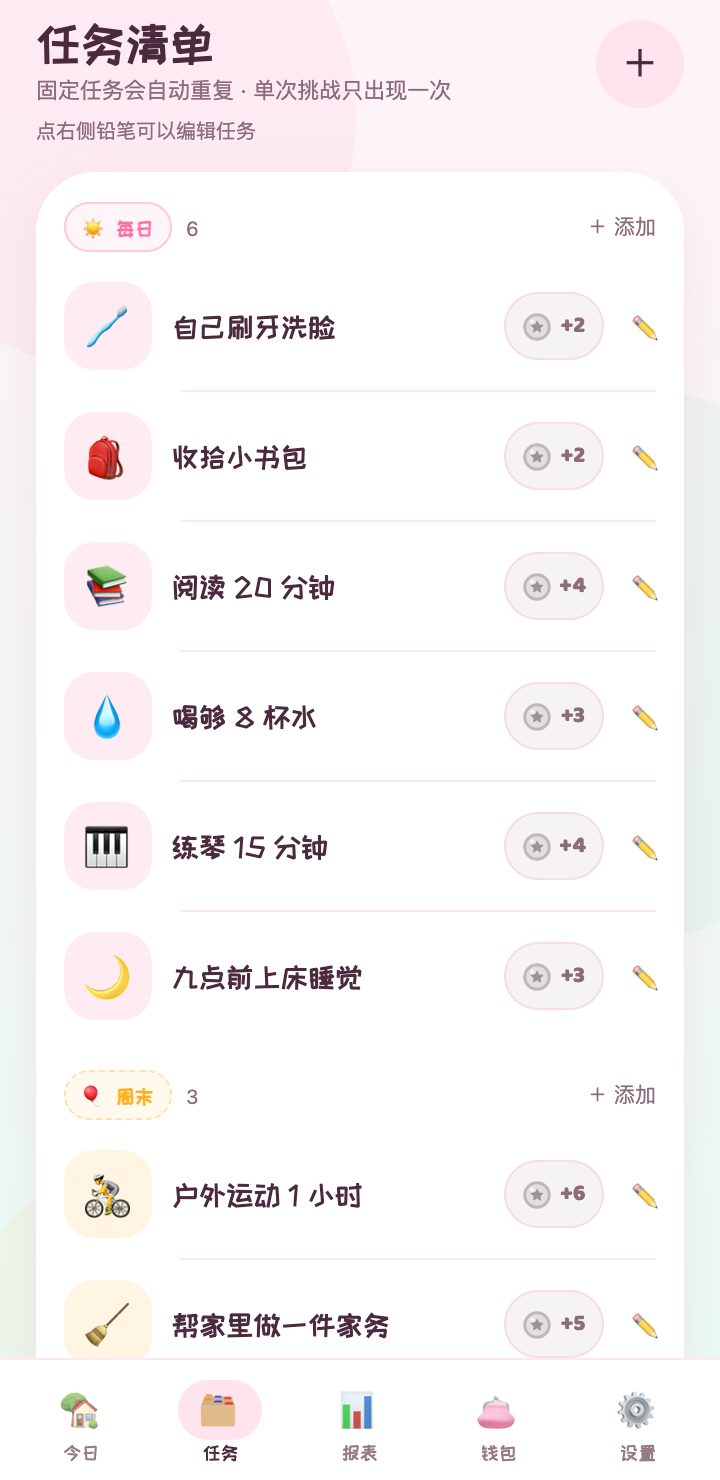 任务清单
固定任务会自动重复 · 单次挑战只出现一次
点右侧铅笔可以编辑任务
每日 6 + 添加
自己刷牙洗脸 +2
收拾小书包 +2
阅读 20 分钟 +4
喝够 8 杯水 +3
练琴 15 分钟 +4
九点前上床睡觉 +3
周末 3 + 添加
户外运动 1 小时 +6
帮家里做一件家务 +5
今日 任务 报表 钱包 设置